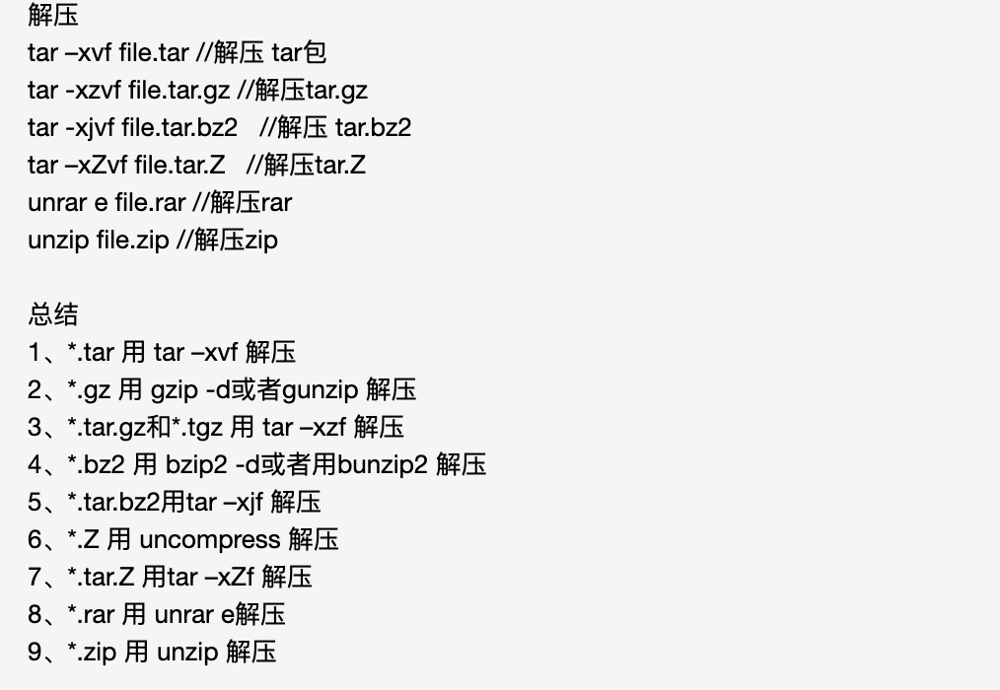 解压
tar –xvf file.tar //解压 tar包
tar -xzvf file.tar.gz //解压tar.gz
tar -xjvf file.tar.bz2   //解压 tar.bz2
tar –xZvf file.tar.Z   //解压tar.Z
unrar e file.rar //解压rar
unzip file.zip //解压zip
总结
1、*.tar 用 tar –xvf 解压
2、*.gz 用 gzip -d或者gunzip 解压
3、*.tar.gz和*.tgz 用 tar –xzf 解压
4、*.bz2 用 bzip2 -d或者用bunzip2 解压
5、*.tar.bz2用tar –xjf 解压
6、*.Z 用 uncompress 解压
7、*.tar.Z 用tar –xZf 解压
8、*.rar 用 unrar e解压
9、*.zip 用 unzip 解压